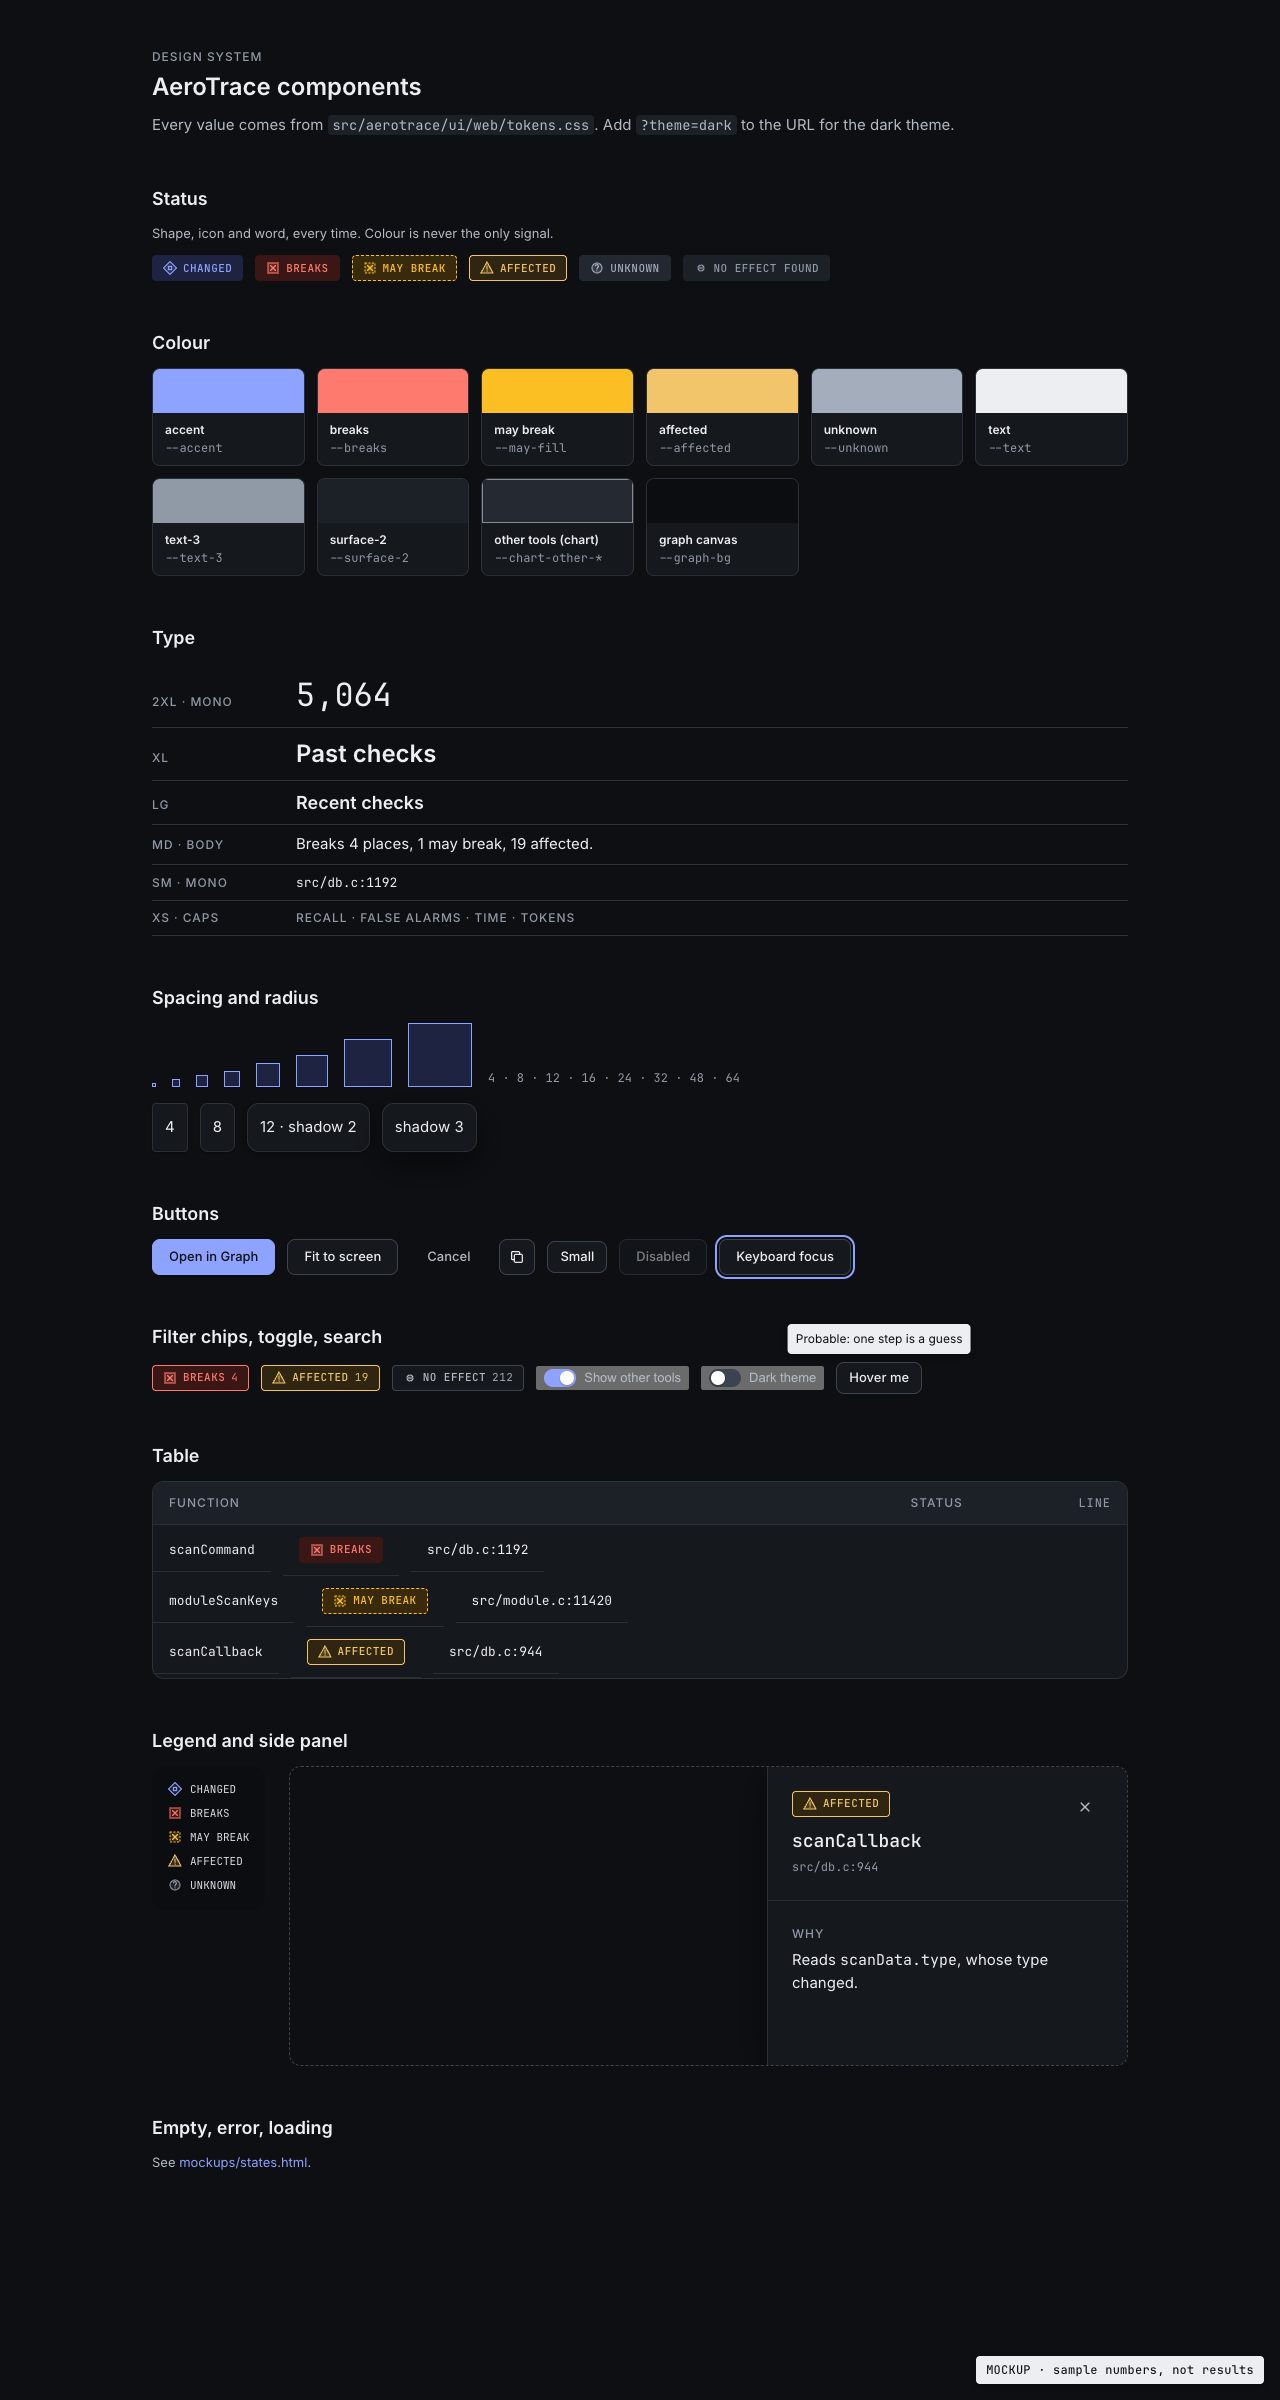 DESIGN SYSTEM
AeroTrace components
Every value comes from src/aerotrace/ui/web/tokens.css. Add ?theme=dark to the URL for the dark theme.
Status
Shape, icon and word, every time. Colour is never the only signal.
CHANGED BREAKS MAY BREAK AFFECTED UNKNOWN NO EFFECT FOUND
Colour
accent breaks may break affected unknown text
--accent --breaks --may-fill --affected --unknown --text
text-3 surface-2 other tools (chart) graph canvas
--text-3 --surface-2 --chart-other-* --graph-bg
Type
2XL · MONO 5,064
XL Past checks
LG Recent checks
MD · BODY Breaks 4 places, 1 may break, 19 affected.
SM · MONO src/db.c:1192
XS · CAPS RECALL · FALSE ALARMS · TIME · TOKENS
Spacing and radius
4 · 8 · 12 · 16 · 24 · 32 · 48 · 64
4 8 12 · shadow 2 shadow 3
Buttons
Open in Graph Fit to screen Cancel Small Disabled Keyboard focus
Filter chips, toggle, search
Probable: one step is a guess
BREAKS 4 AFFECTED 19 NO EFFECT 212 Show other tools Dark theme Hover me
Table
FUNCTION STATUS LINE
scanCommand BREAKS src/db.c:1192
moduleScanKeys MAY BREAK src/module.c:11420
scanCallback AFFECTED src/db.c:944
Legend and side panel
CHANGED
BREAKS
MAY BREAK
AFFECTED
UNKNOWN
AFFECTED
scanCallback
src/db.c:944
WHY
Reads scanData.type, whose type
changed.
Empty, error, loading
See mockups/states.html.
MOCKUP · sample numbers, not results